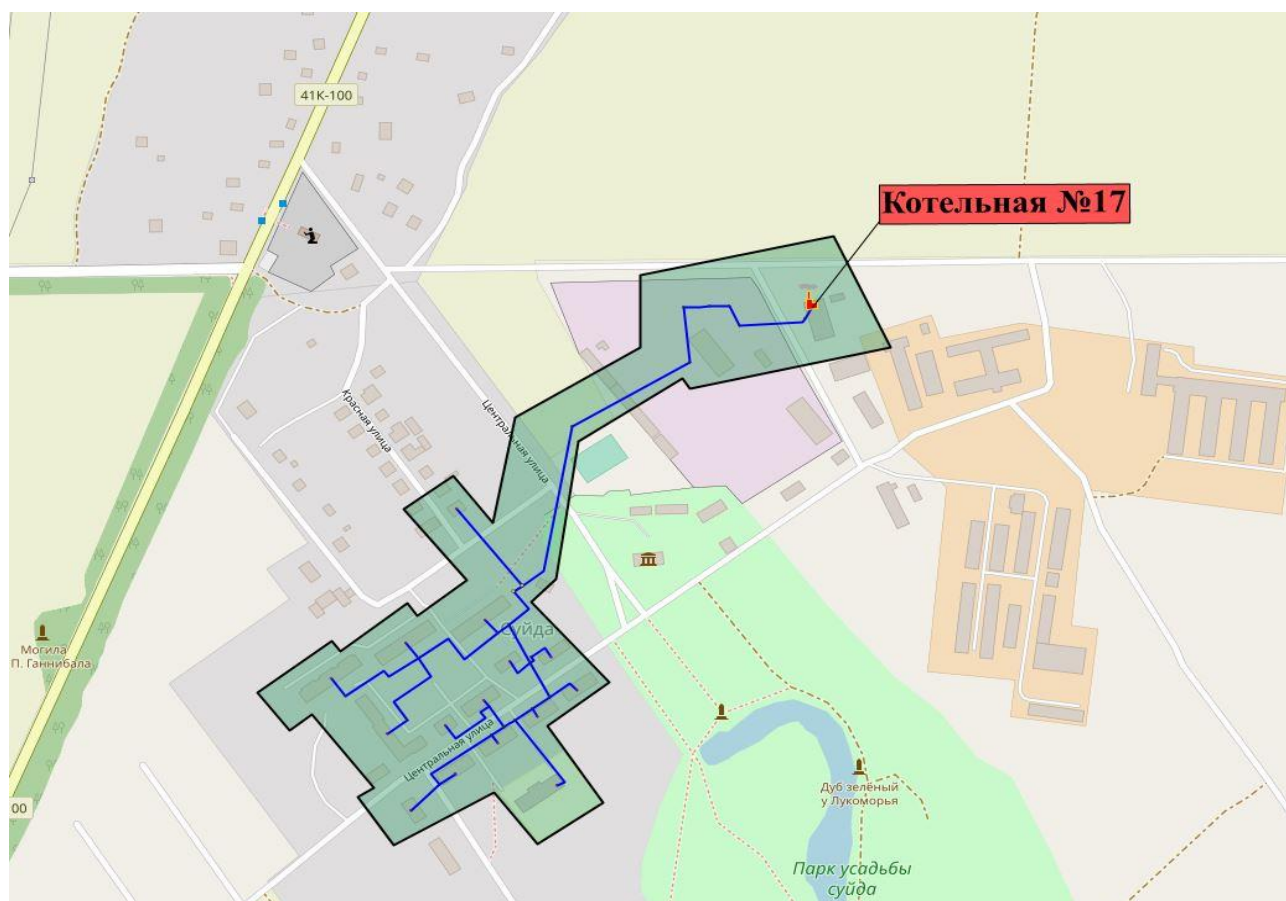 41К-100
Котельная №17
Красная улица
Центральная улица
Суйда
Могила
П. Ганнибала
Центральная улица
Дуб зелёный
у Лукоморья
00
Парк усадьбы
суйда